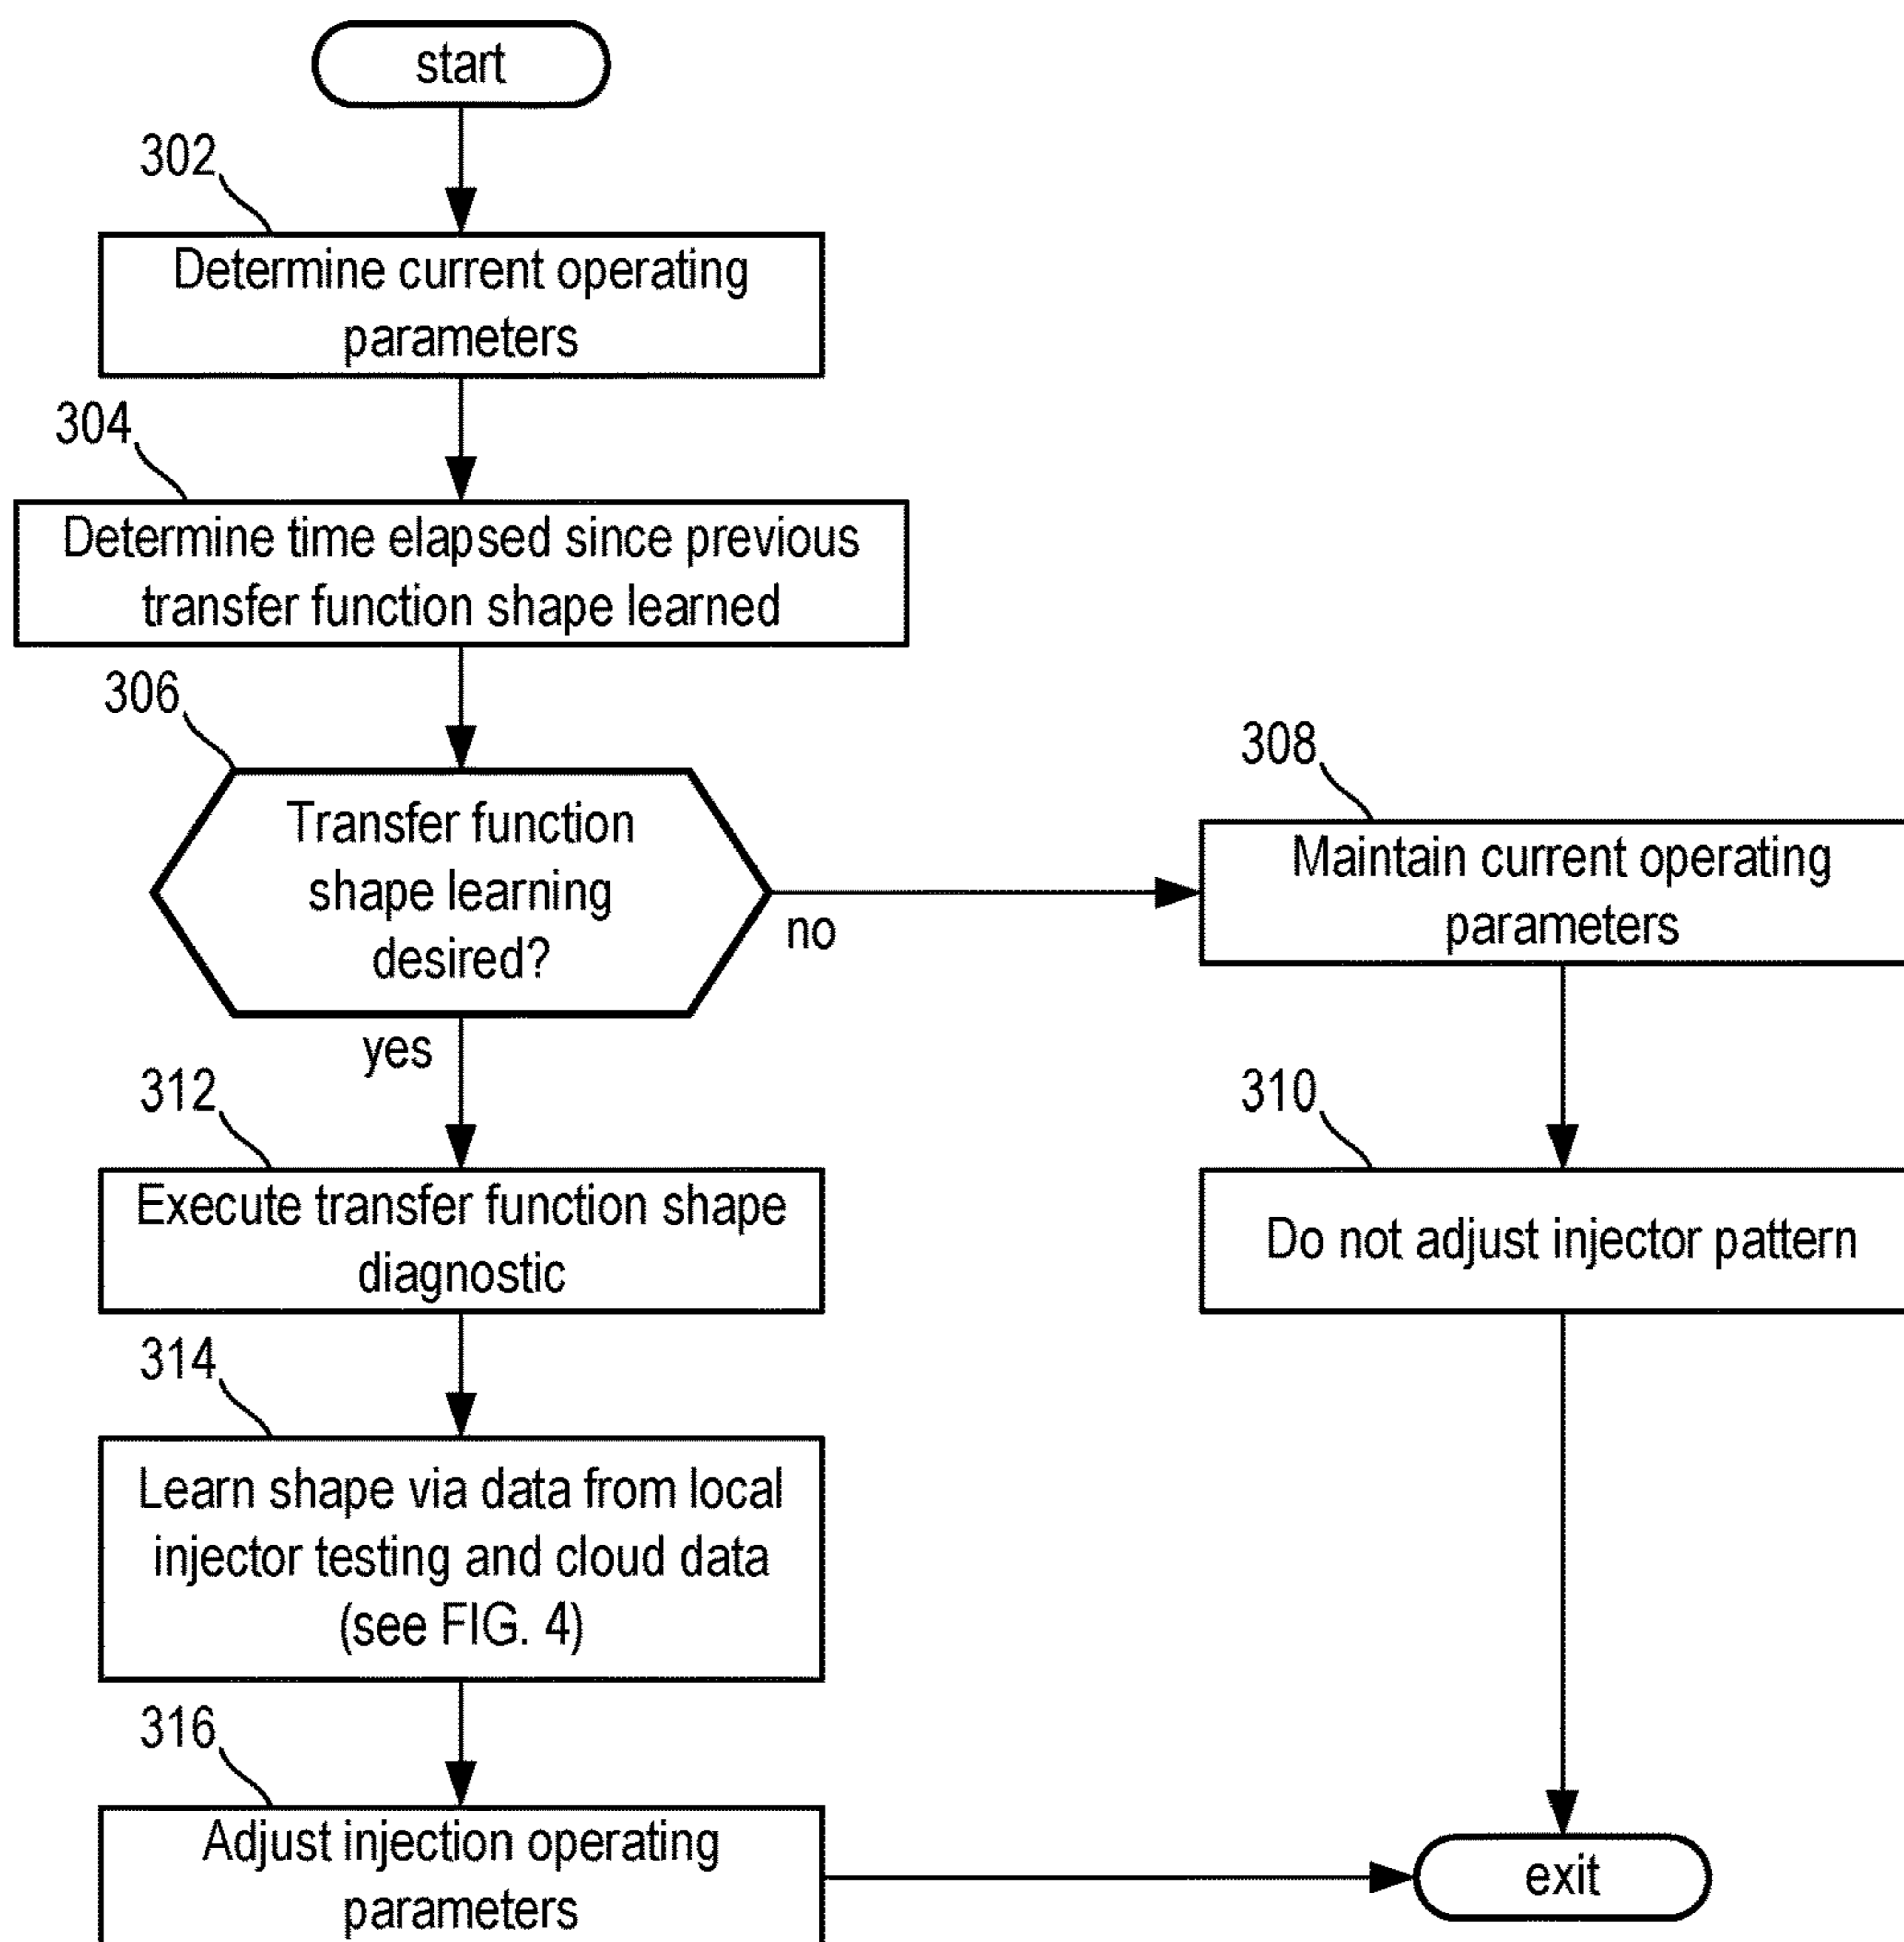 start
302
Determine current operating
parameters
304
Determine time elapsed since previous
transfer function shape learned
306
Transfer function
shape learning
desired?
no
yes
308
Maintain current operating
parameters
310
Do not adjust injector pattern
312
Execute transfer function shape
diagnostic
314
Learn shape via data from local
injector testing and cloud data
(see FIG. 4)
316
Adjust injection operating
parameters
exit